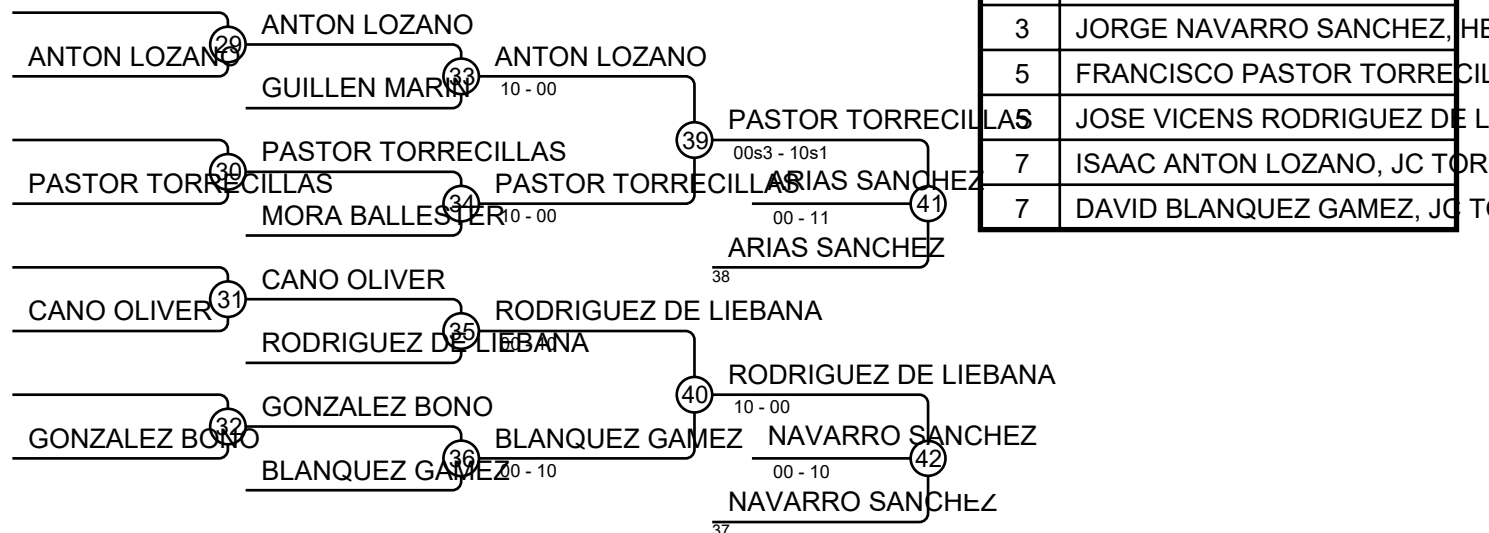 ANTON LOZANO
29
ANTON LOZANO
GUILLEN MARIN
33
ANTON LOZANO
10 - 00
PASTOR TORRECILLAS
30
PASTOR TORRECILLAS
MORA BALLESTER
34
PASTOR TORRECILLAS
10 - 00
39
PASTOR TORRECILLAS
00s3 - 10s1
ARIAS SANCHEZ
41
00 - 11
ARIAS SANCHEZ
38
CANO OLIVER
31
CANO OLIVER
RODRIGUEZ DE LIEBANA
35
RODRIGUEZ DE LIEBANA
GONZALEZ BONO
32
GONZALEZ BONO
BLANQUEZ GAMEZ
36
BLANQUEZ GAMEZ
00 - 10
40
RODRIGUEZ DE LIEBANA
10 - 00
NAVARRO SANCHEZ
42
00 - 10
NAVARRO SANCHEZ
37
3 JORGE NAVARRO SANCHEZ, HE
5 FRANCISCO PASTOR TORRECIL
5 JOSE VICENS RODRIGUEZ DE L
7 ISAAC ANTON LOZANO, JC TOR
7 DAVID BLANQUEZ GAMEZ, JC TO